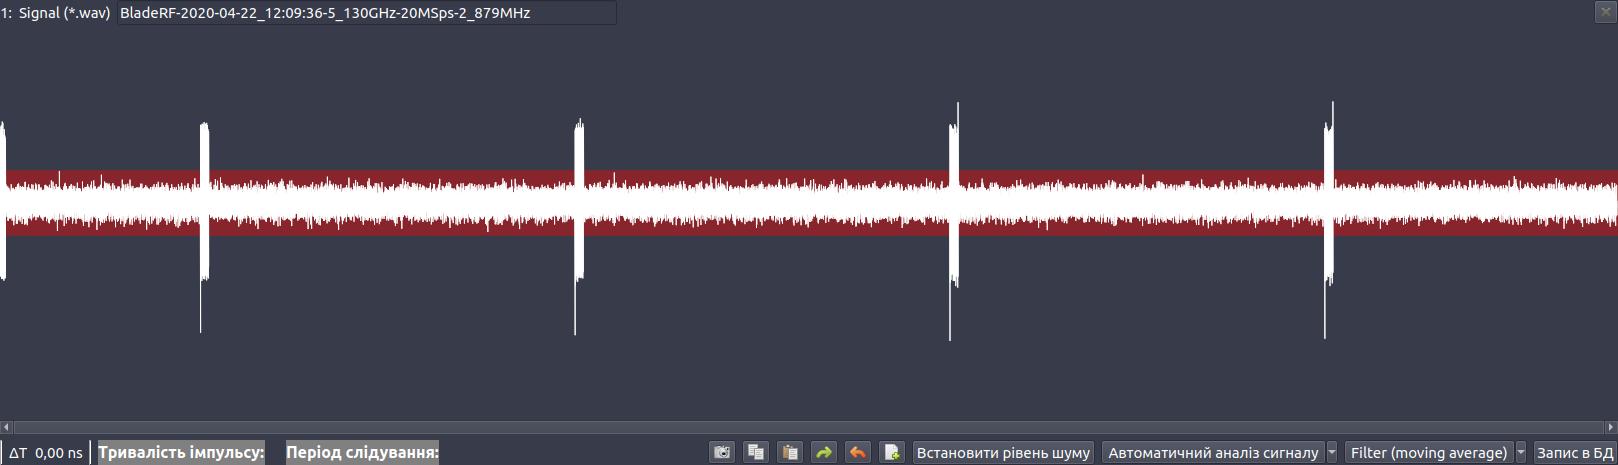 1: Signal (*.wav) BladeRF-2020-04-22_12:09:36-5_130GHz-20MSps-2_879MHz
ΔT 0,00 ns Тривалість імпульсу: Період слідування: Встановити рівень шуму Автоматичний аналіз сигналу Filter (moving average) Запис в БД